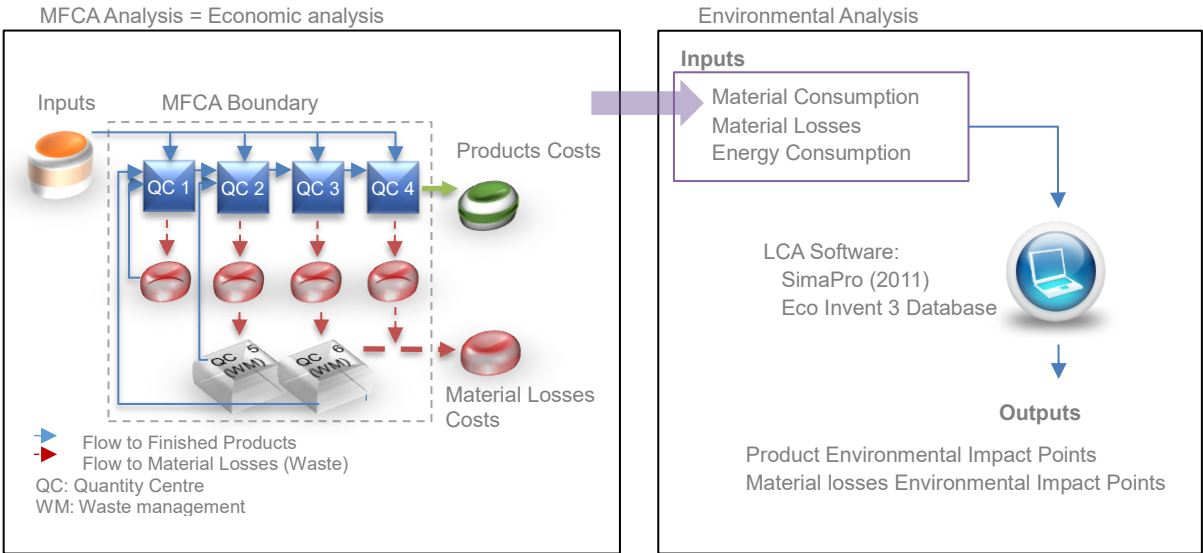 MFCA Analysis = Economic analysis
Inputs
MFCA Boundary
QC 1
QC 2
QC 3
QC 4
Products Costs
QC 5
(WM)
QC 6
(WM)
Material Losses
Costs
Flow to Finished Products
Flow to Material Losses (Waste)
QC: Quantity Centre
WM: Waste management
Environmental Analysis
Inputs
Material Consumption
Material Losses
Energy Consumption
LCA Software:
SimaPro (2011)
Eco Invent 3 Database
Outputs
Product Environmental Impact Points
Material losses Environmental Impact Points